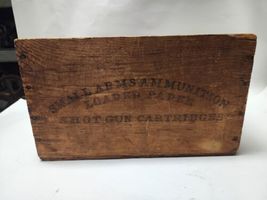 SMALL ARMS AMMUNITION
LOADED PAPER
SHOT GUN CARTRIDGES